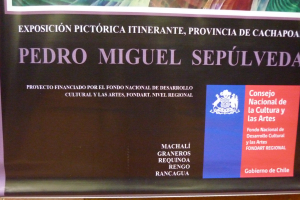 EXPOSICIÓN PICTÓRICA ITINERANTE, PROVINCIA DE CACHAPOA
PEDRO MIGUEL SEPÚLVEDA
PROYECTO FINANCIADO POR EL FONDO NACIONAL DE DESARROLLO
CULTURAL Y LAS ARTES, FONDART. NIVEL REGIONAL
Consejo
Nacional de
la Cultura y
las Artes
Fondo Nacional de
Desarrollo Cultural
y las Artes
FONDART REGIONAL
Gobierno de Chile
MACHALÍ
GRANEROS
REQUINOA
RENGO
RANCAGUA